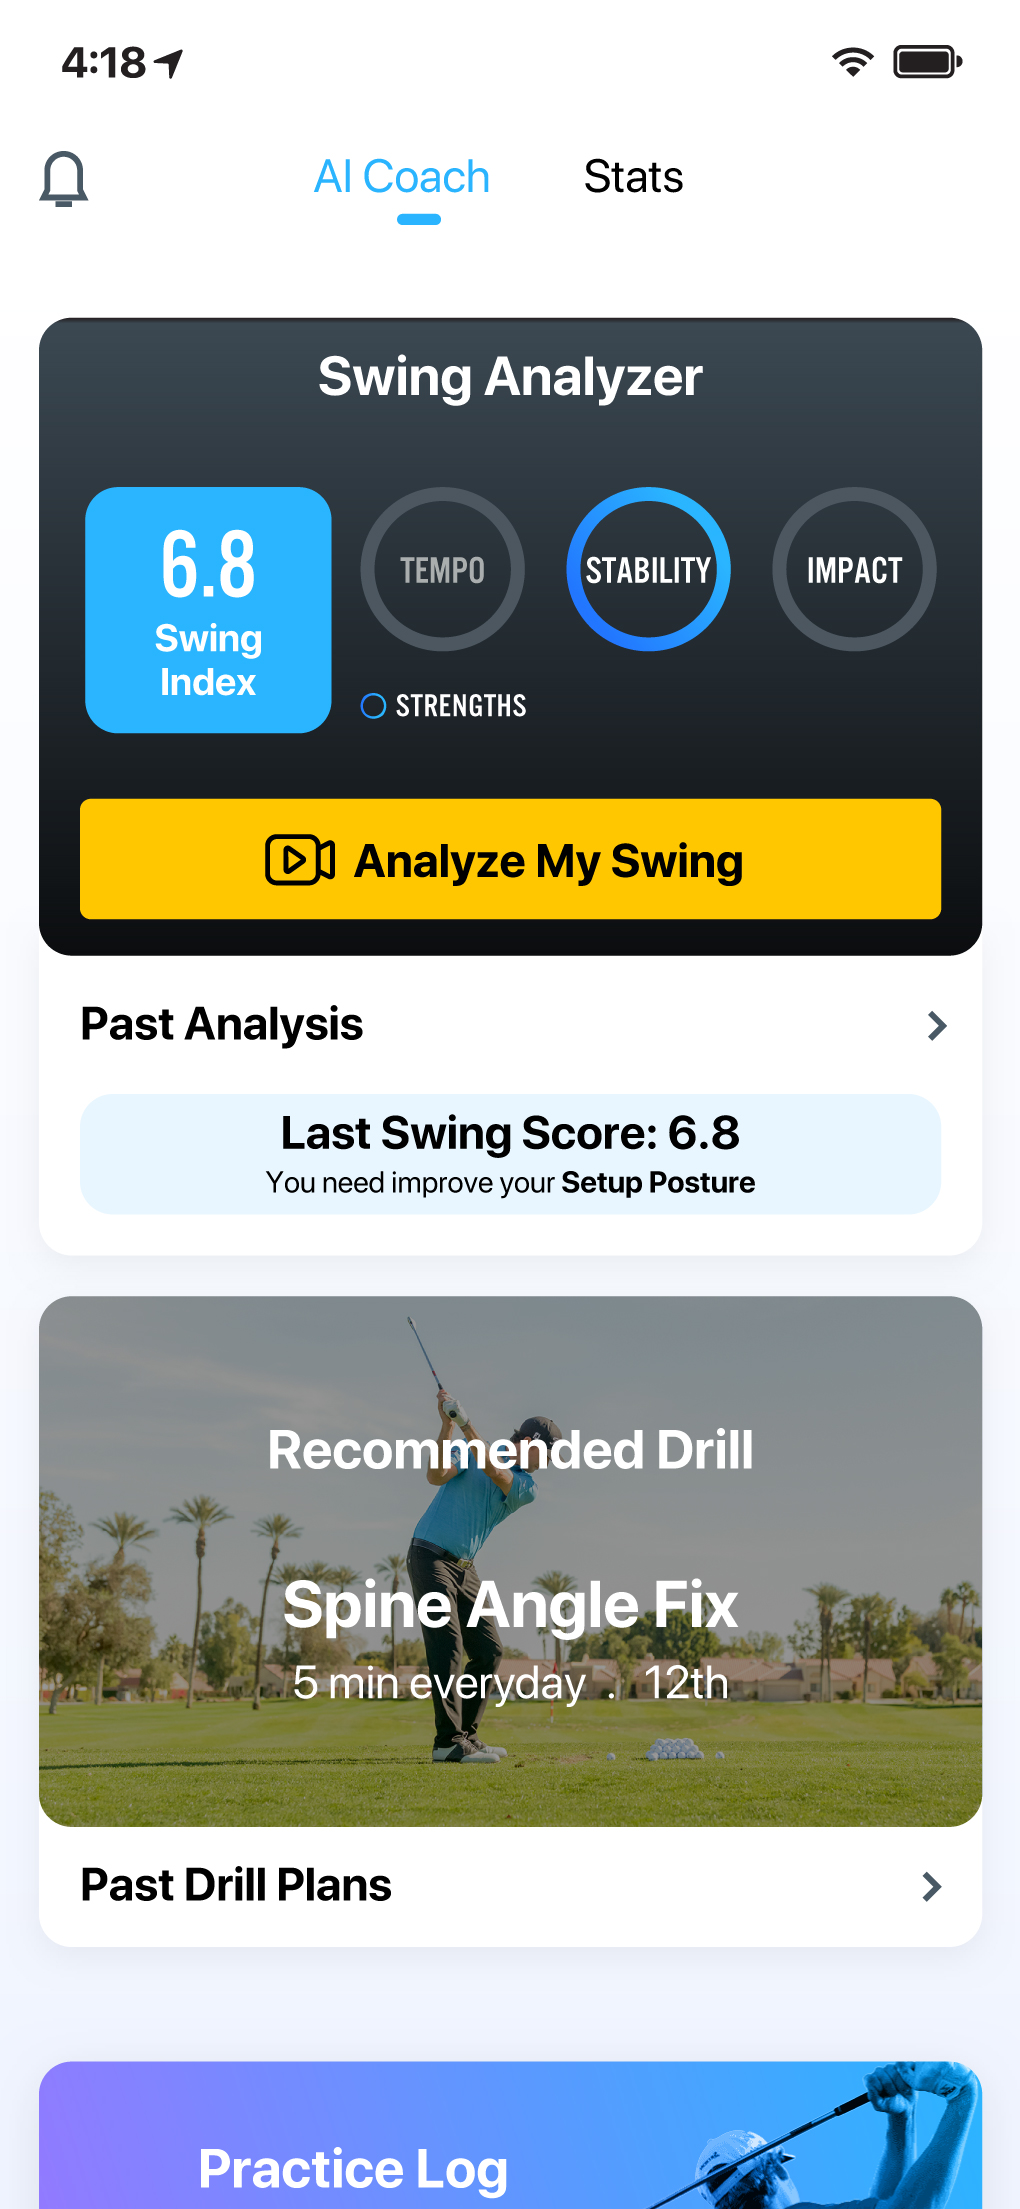 4:18
AI Coach
Stats
Swing Analyzer
6.8
Swing
Index
TEMPO
STABILITY
IMPACT
STRENGTHS
Analyze My Swing
Past Analysis
Last Swing Score: 6.8
You need improve your Setup Posture
Recommended Drill
Spine Angle Fix
5 min everyday . 12th
Past Drill Plans
Practice Log